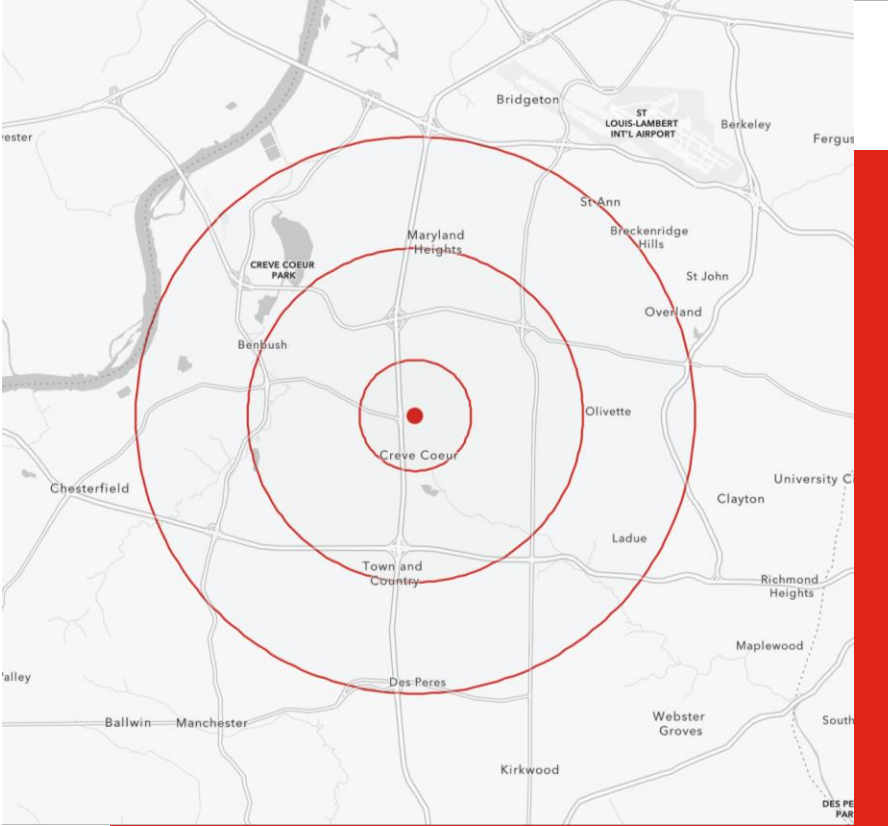 Bridgeton
ST
LOUIS-LAMBERT
INT'L AIRPORT
Berkeley
Fergus
ester
St Ann
Maryland
Heights
Breckenridge
Hills
CREVE COEUR
PARK
St John
Overland
Benbush
Olivette
Creve Coeur
Chesterfield
University C
Clayton
Ladue
Town and
Country
Richmond
Heights
Maplewood
'alley
Des Peres
Ballwin
Manchester
Webster
Groves
South
Kirkwood
DES PE
PAR